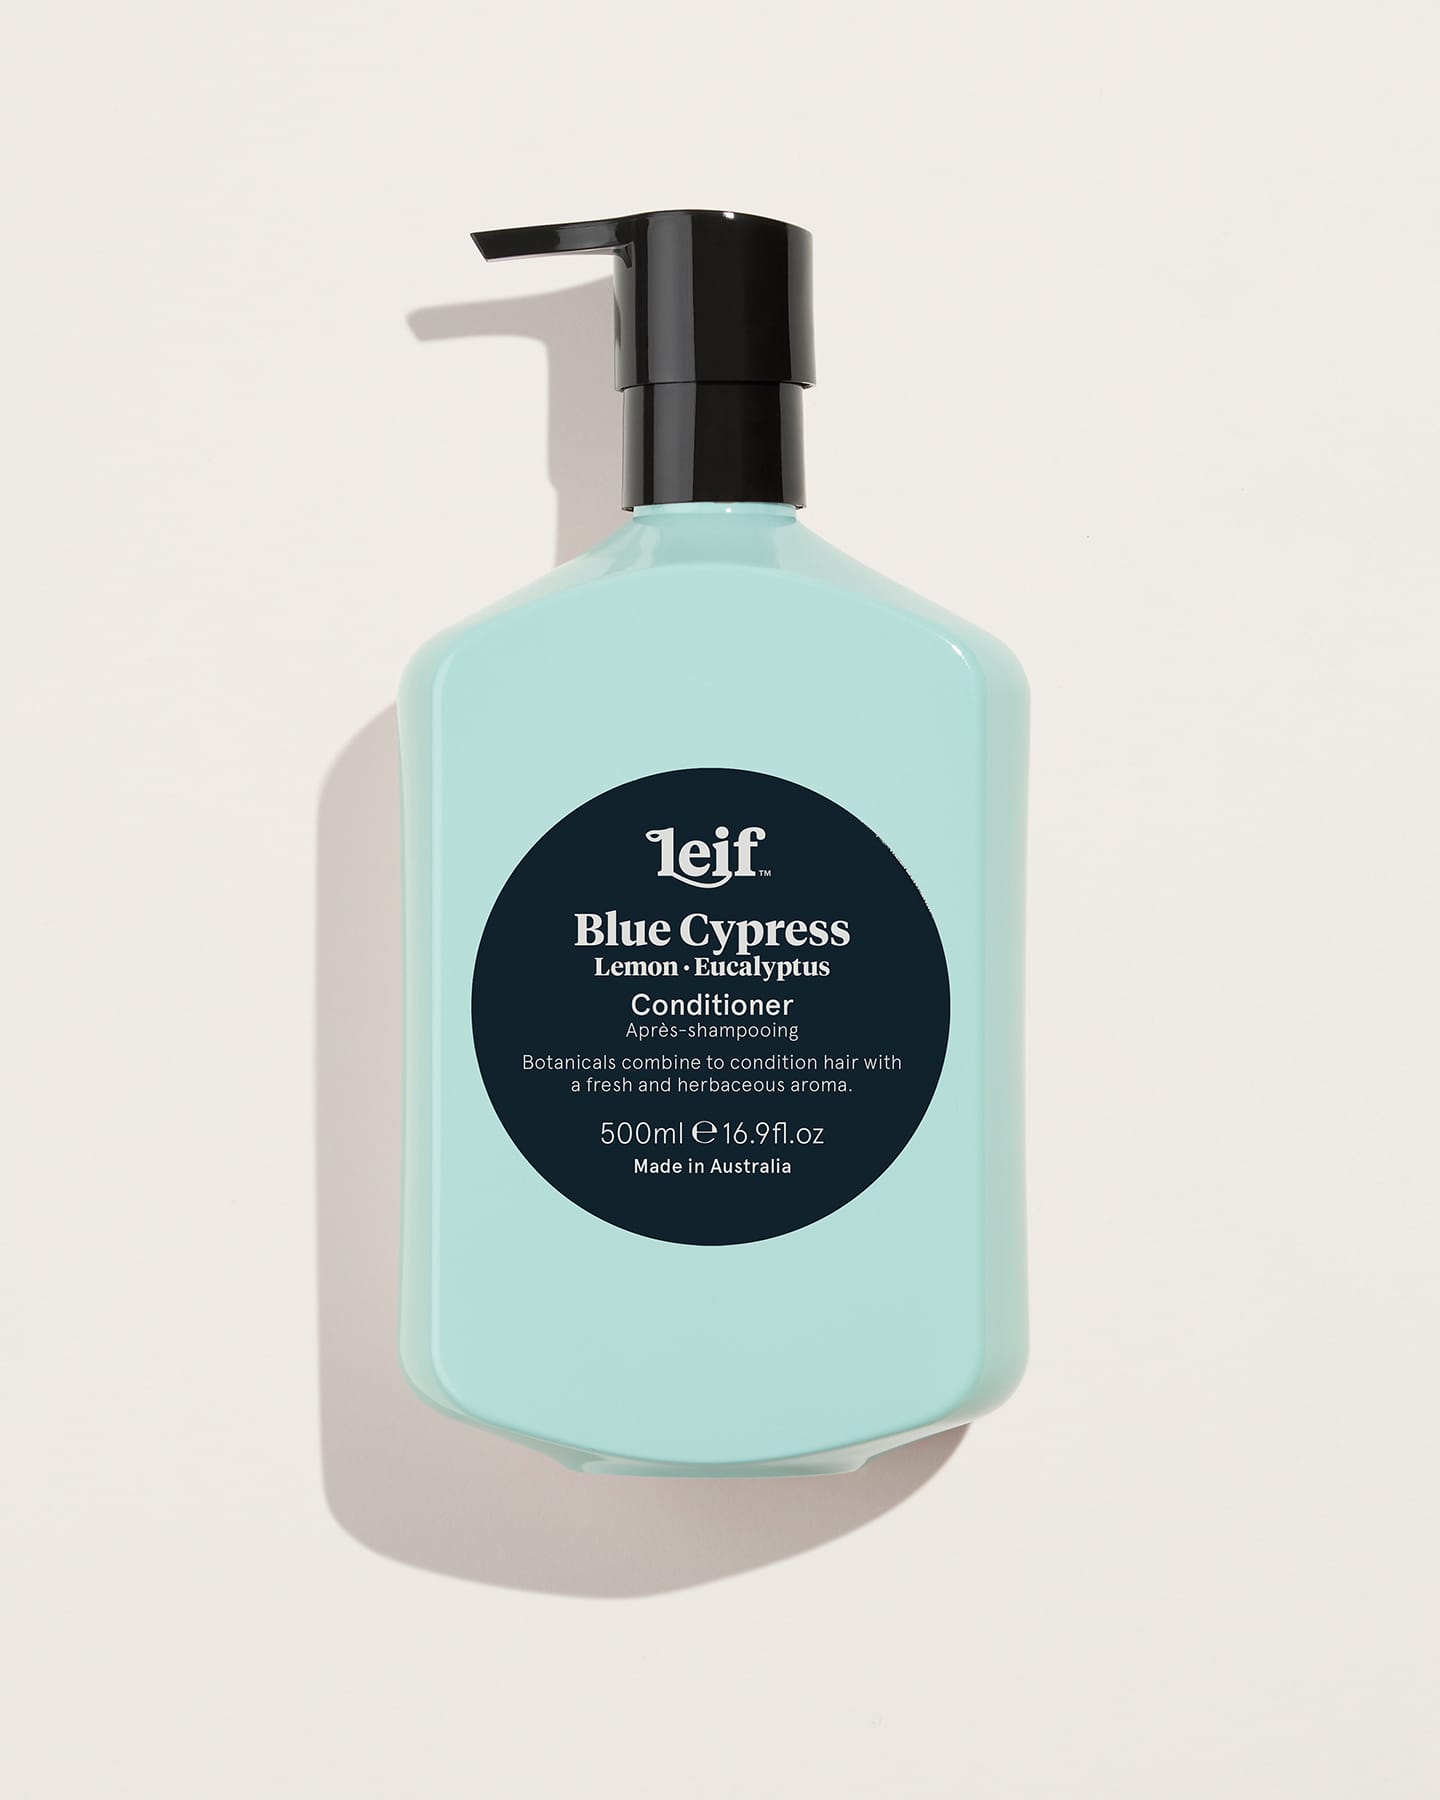 leif™
Blue Cypress
Lemon · Eucalyptus
Conditioner
Après-shampooing
Botanicals combine to condition hair with
a fresh and herbaceous aroma.
500ml ℮ 16.9fl.oz
Made in Australia